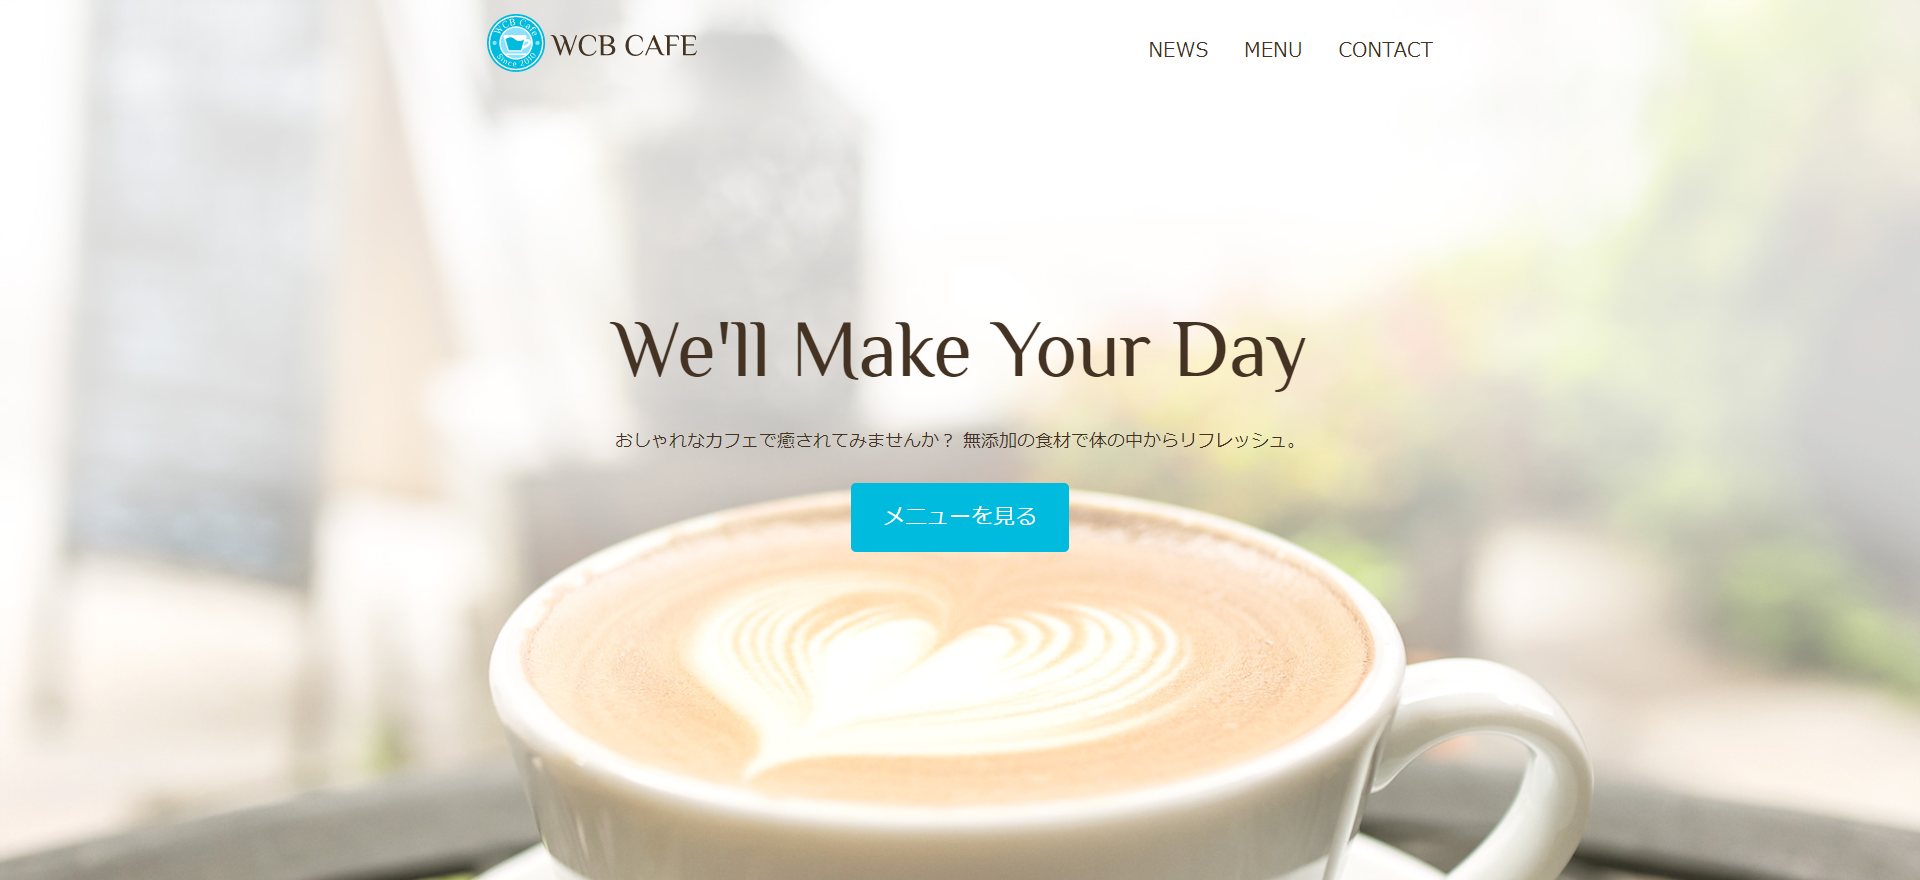 WCB Cafe
Since 2010
WCB CAFE
NEWS MENU CONTACT
We'll Make Your Day
おしゃれなカフェで癒されてみませんか? 無添加の食材で体の中からリフレッシュ。
メニューを見る